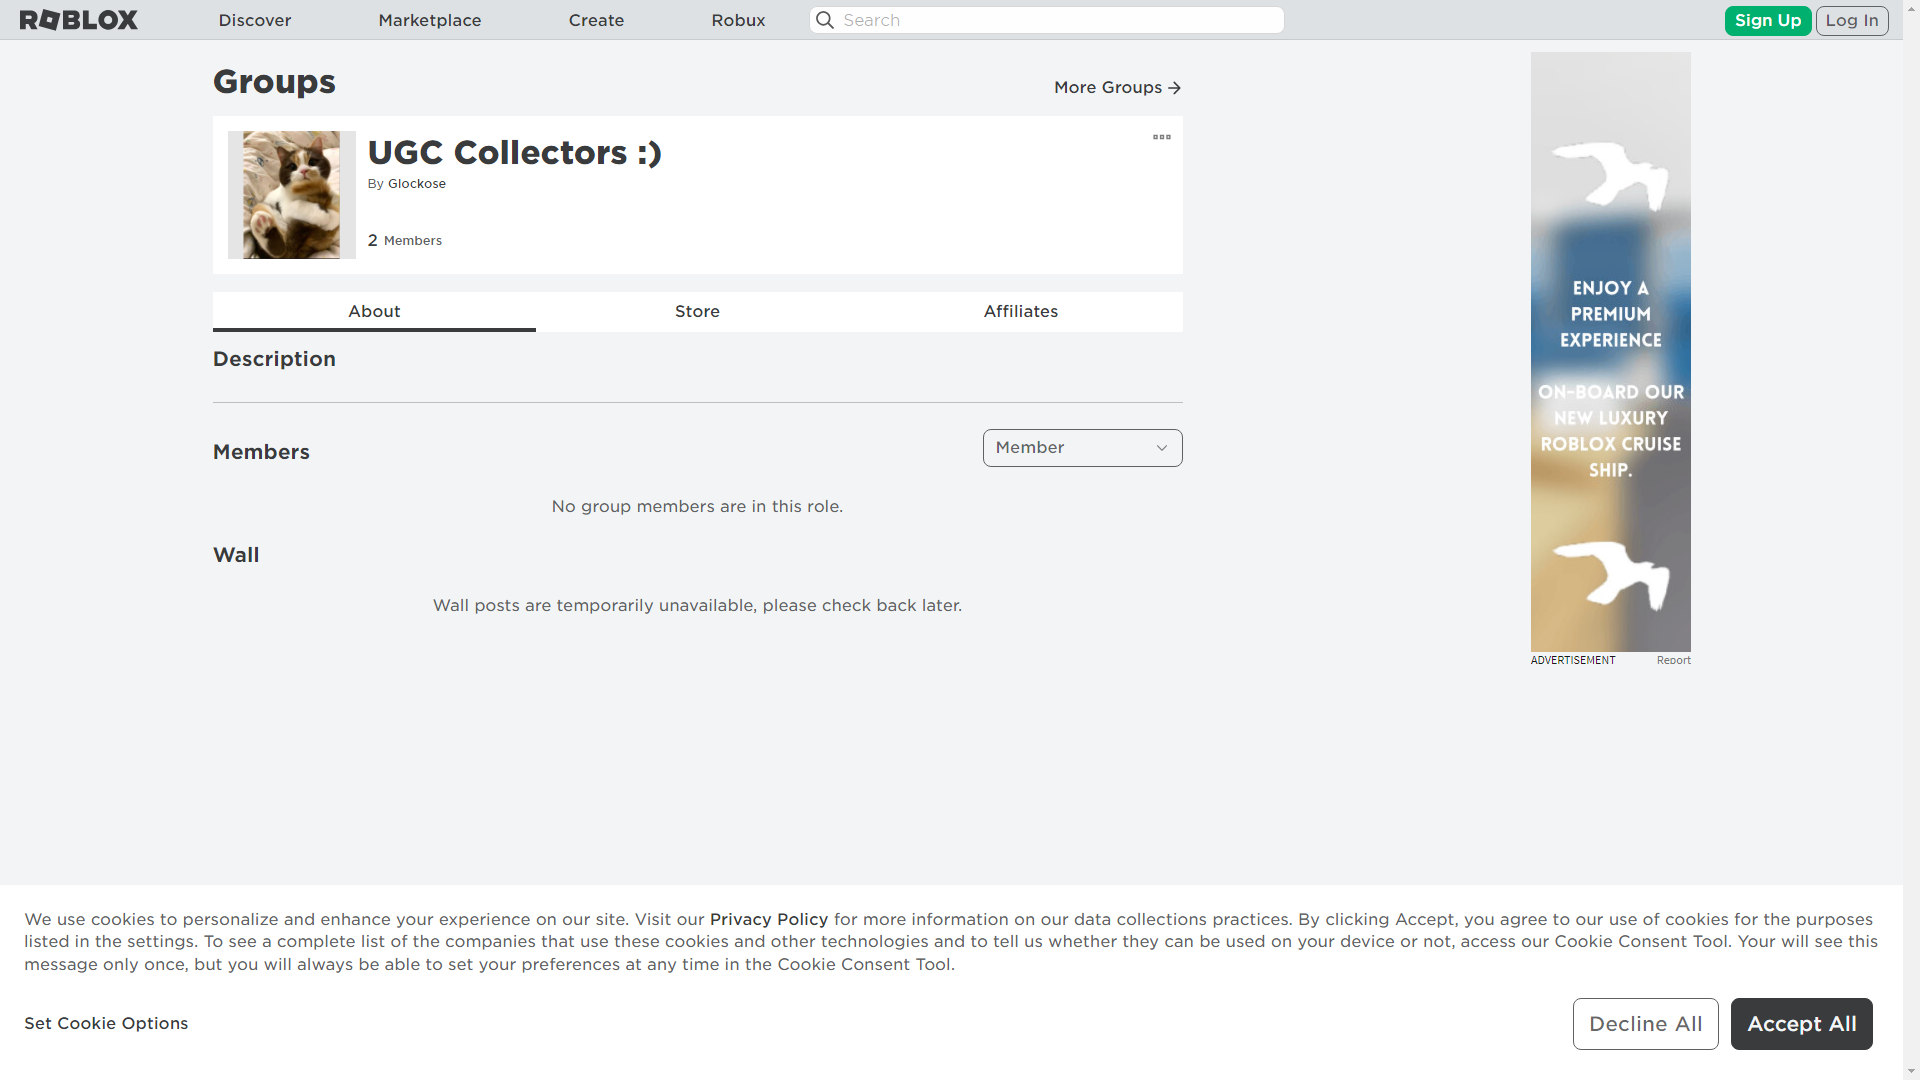 ROBLOX Discover Marketplace Create Robux Search Sign Up Log In
Groups
More Groups
UGC Collectors :)
By Glockose
2 Members
About Store Affiliates
Description
Members
Member
No group members are in this role.
Wall
Wall posts are temporarily unavailable, please check back later.
ENJOY A
PREMIUM
EXPERIENCE
ON-BOARD OUR
NEW LUXURY
ROBLOX CRUISE
SHIP.
ADVERTISEMENT Report
We use cookies to personalize and enhance your experience on our site. Visit our Privacy Policy for more information on our data collections practices. By clicking Accept, you agree to our use of cookies for the purposes
listed in the settings. To see a complete list of the companies that use these cookies and other technologies and to tell us whether they can be used on your device or not, access our Cookie Consent Tool. Your will see this
message only once, but you will always be able to set your preferences at any time in the Cookie Consent Tool.
Set Cookie Options
Decline All
Accept All